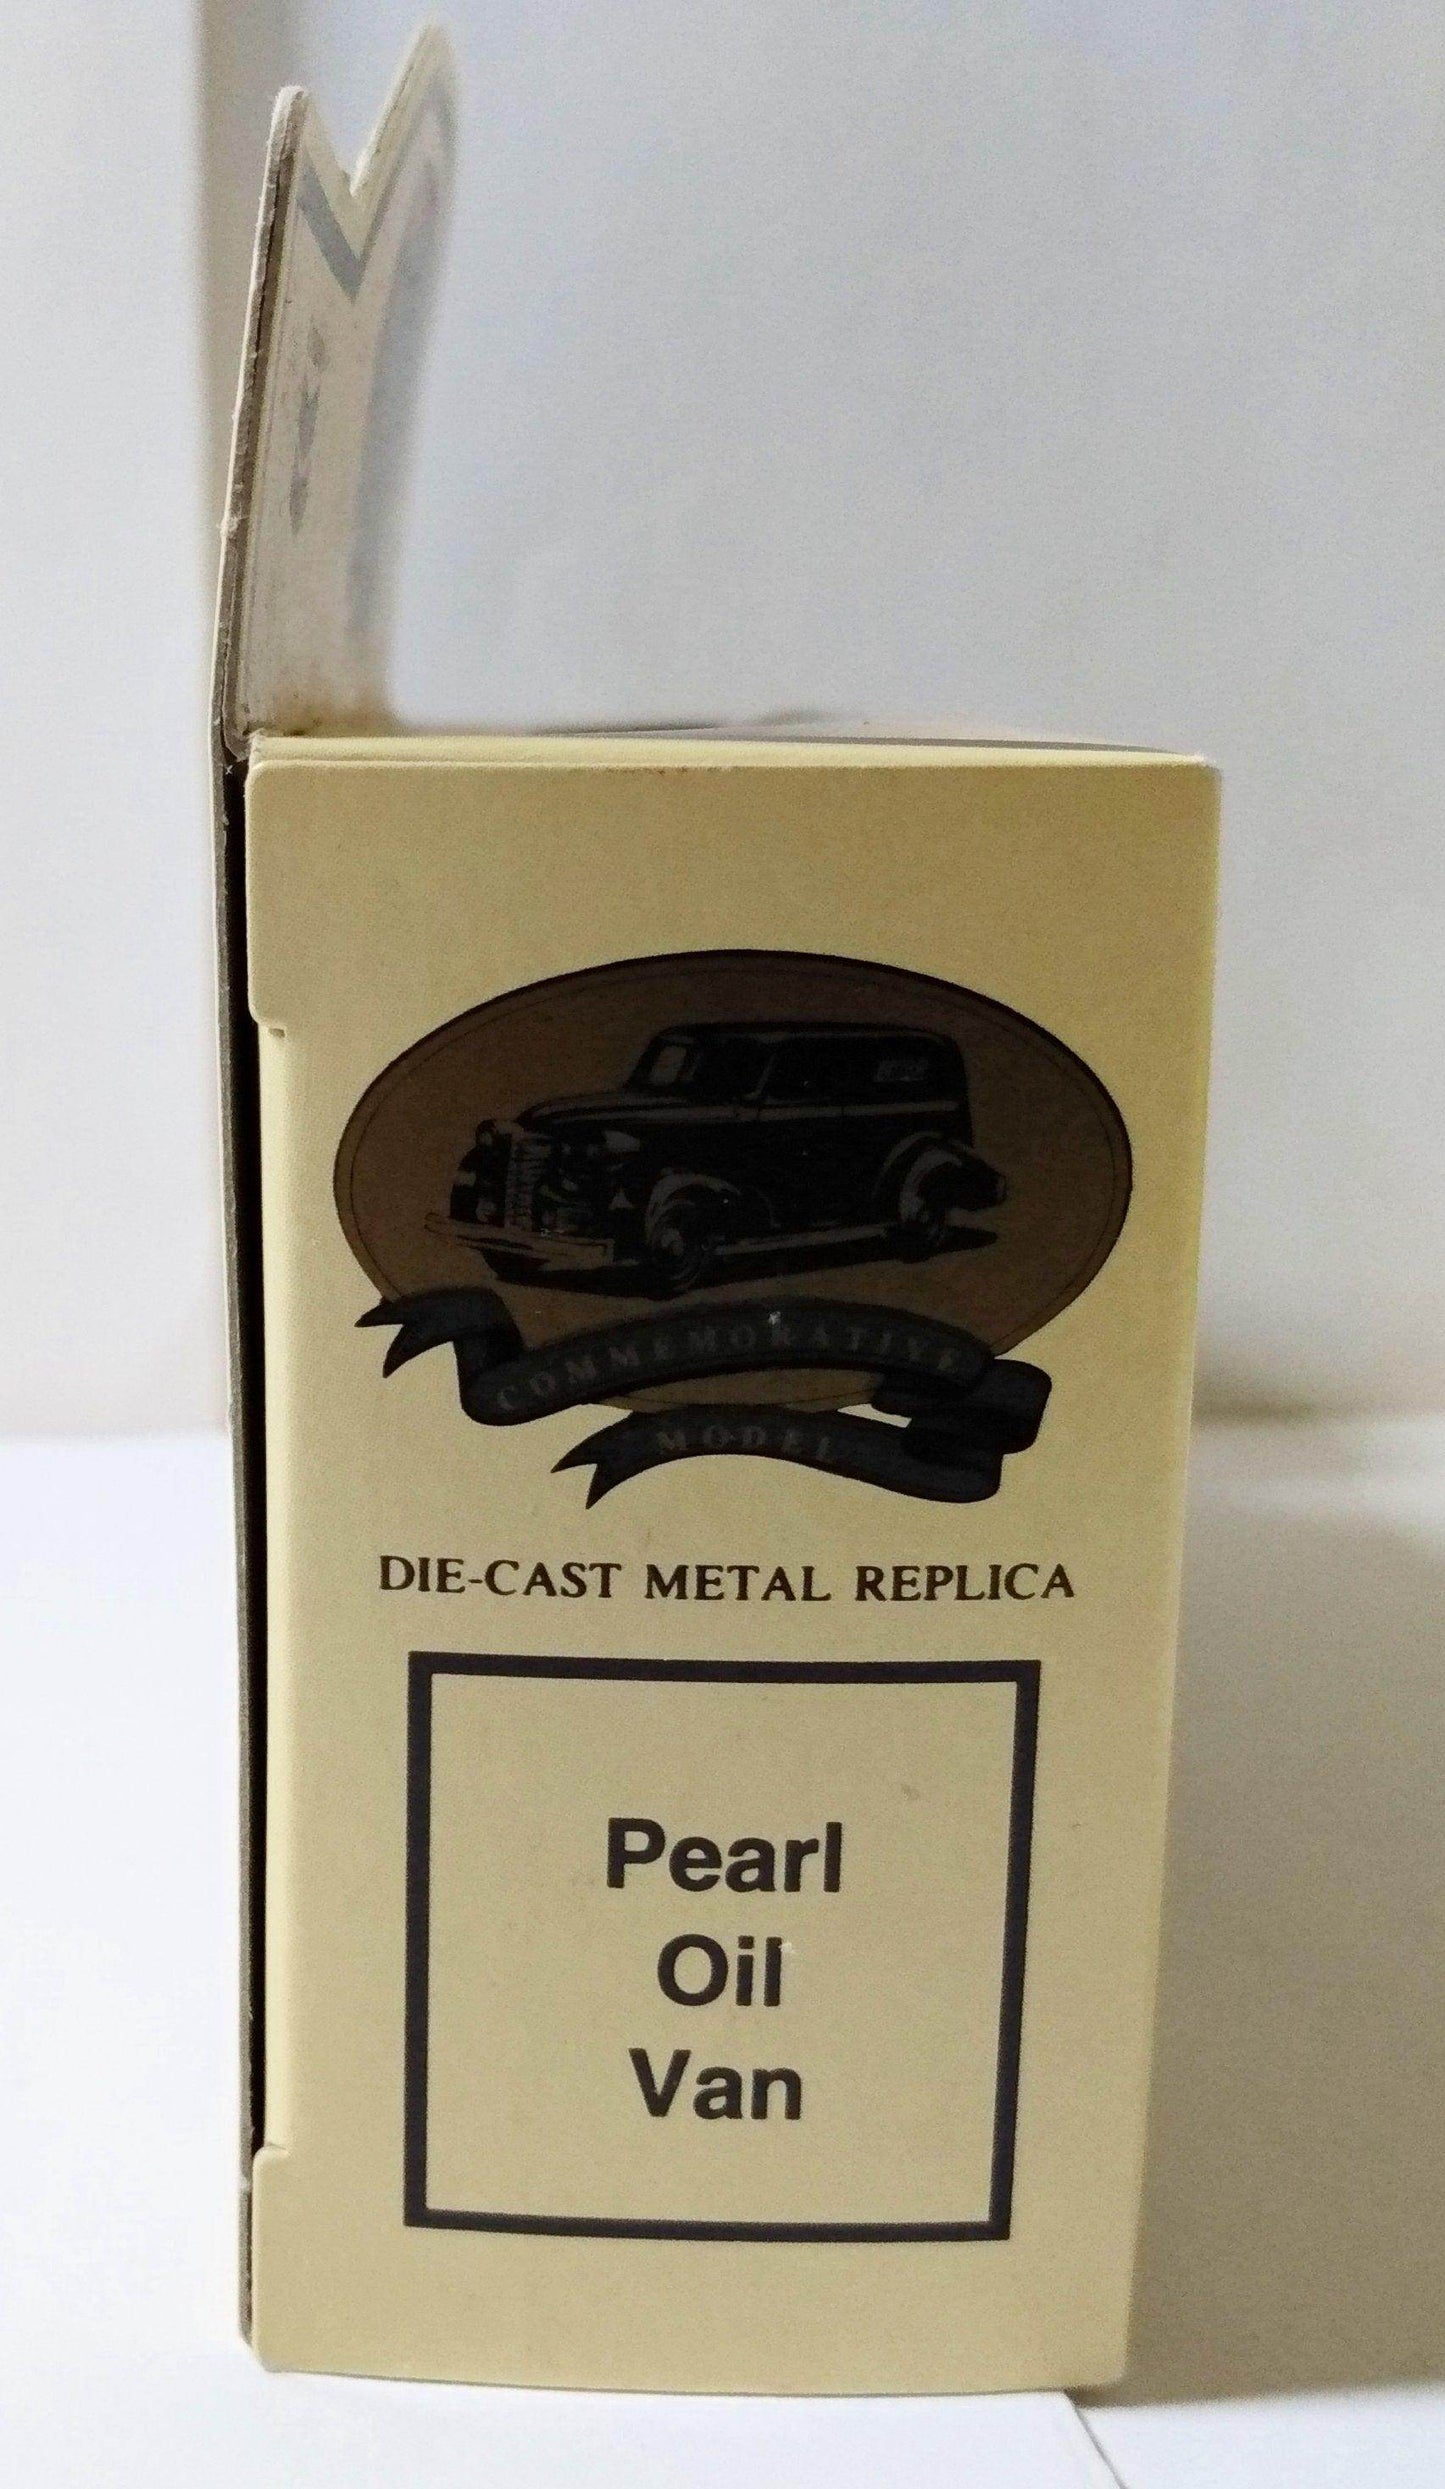 COMMEMORATIVE
MODEL
DIE-CAST METAL REPLICA
Pearl
Oil
Van